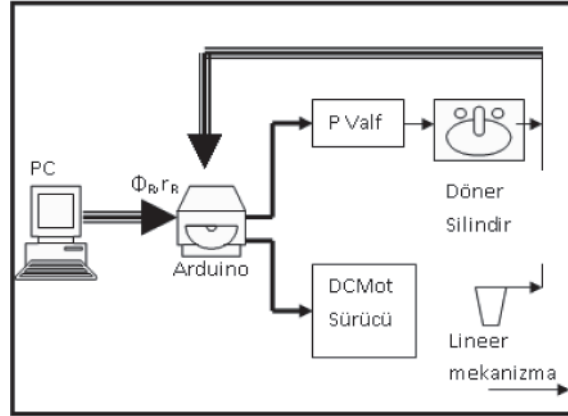 PC
Φ_R,r_R
Arduino
P Valf
Döner
Silindir
DCMot
Sürücü
Lineer
mekanizma